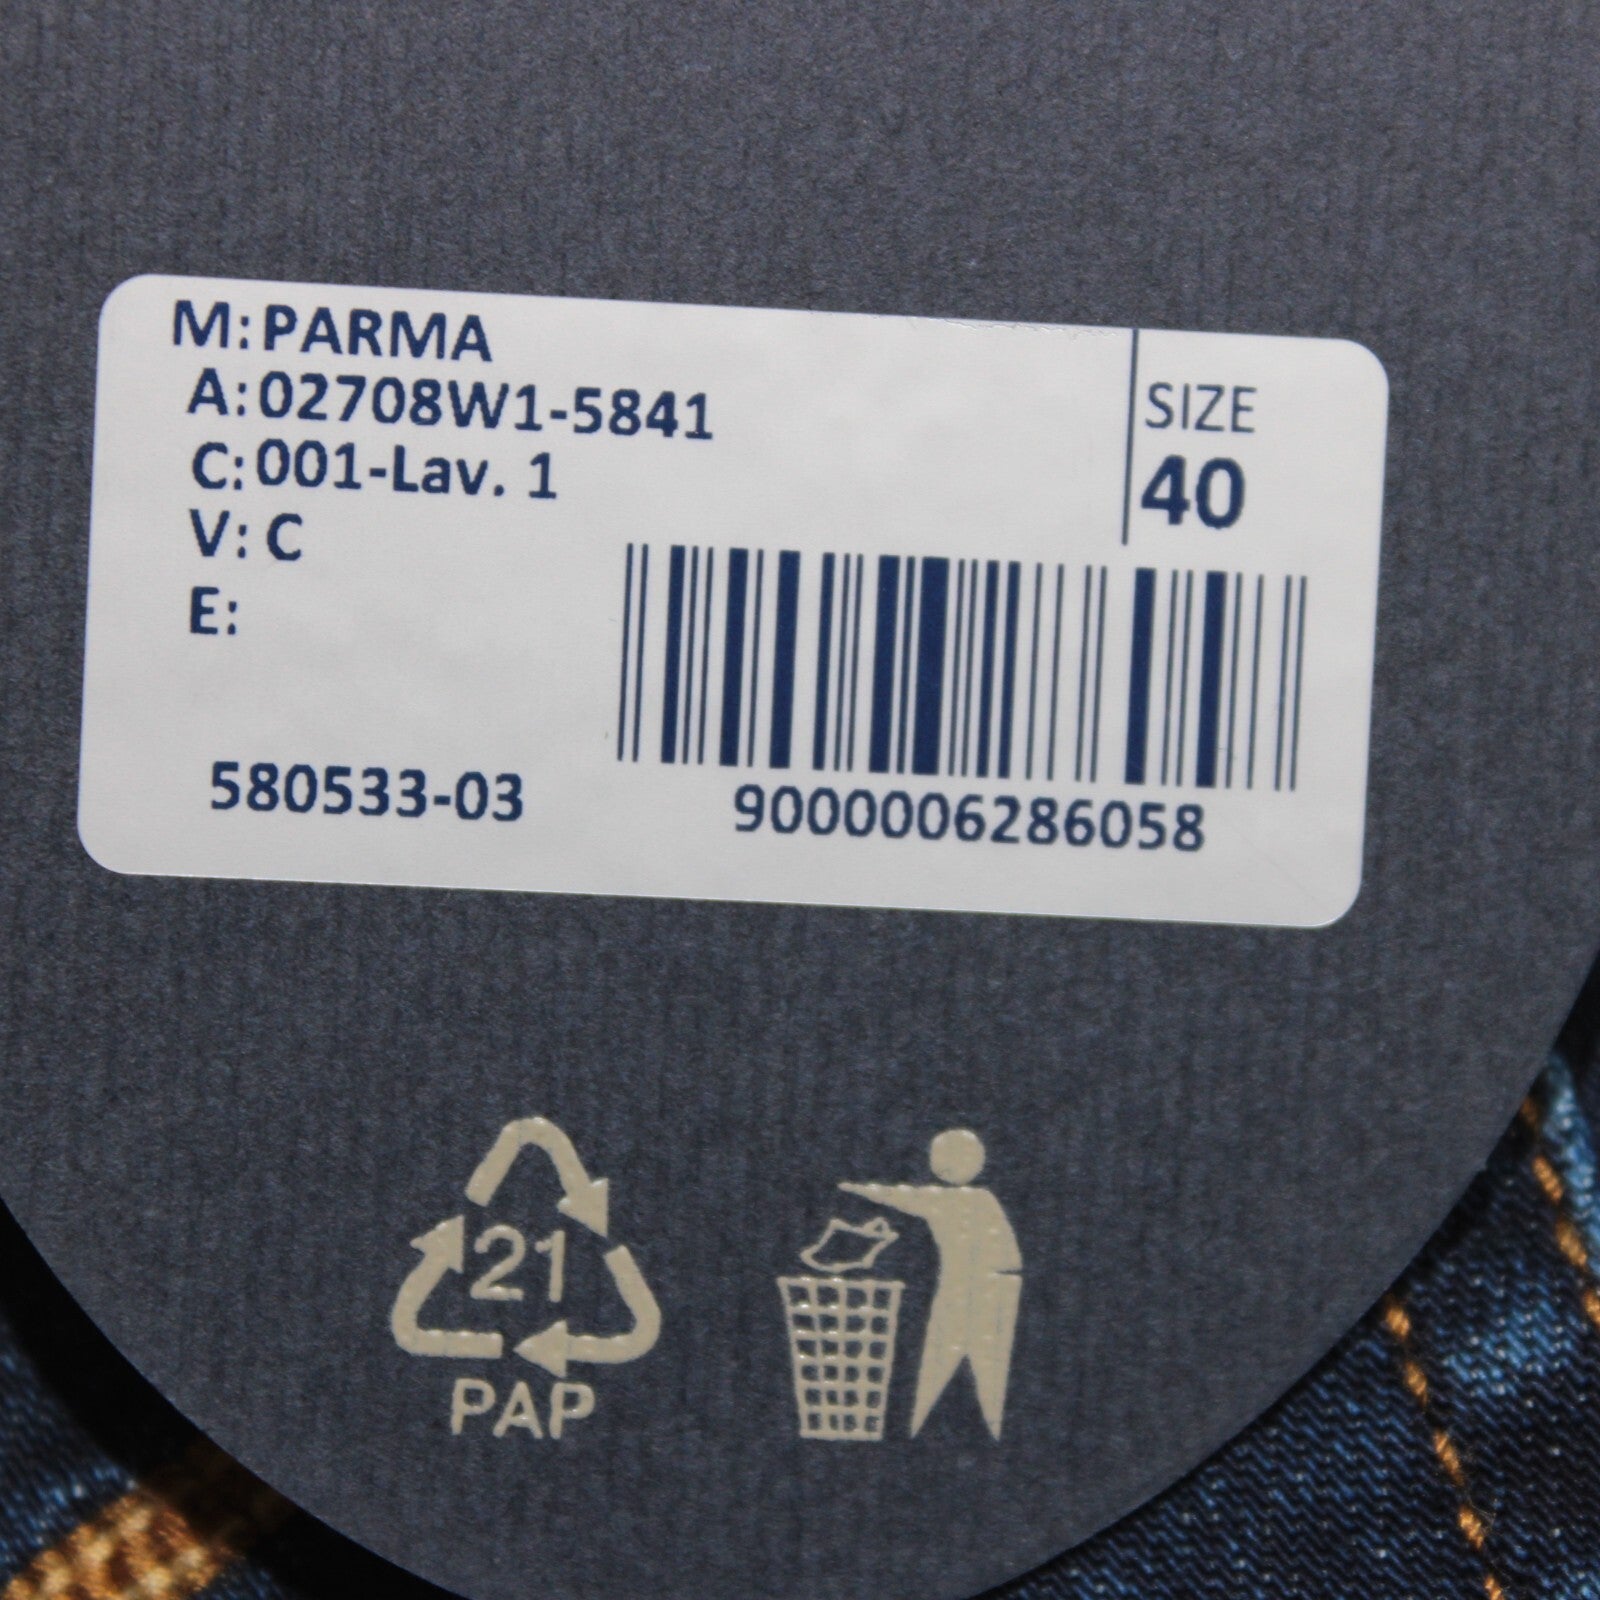 M: PARMA
A: 02708W1-5841
C: 001-Lav. 1
V: C
E:
SIZE
40
580533-03
9000006286058
21
PAP